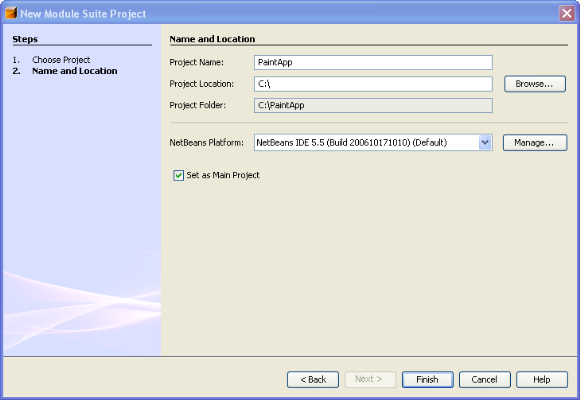 New Module Suite Project
Steps
1. Choose Project
2. Name and Location
Name and Location
Project Name: PaintApp
Project Location: C:\ Browse...
Project Folder: C:\PaintApp
NetBeans Platform: NetBeans IDE 5.5 (Build 200610171010) (Default) Manage...
Set as Main Project
< Back Next > Finish Cancel Help